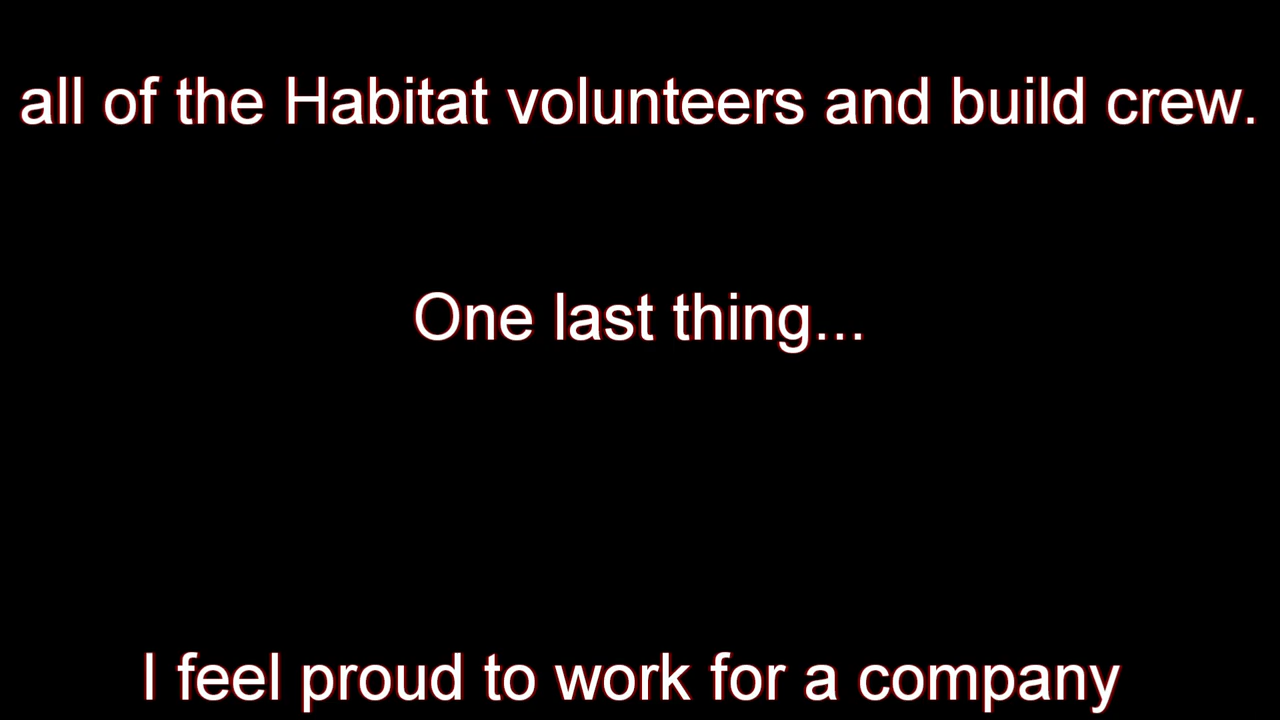 all of the Habitat volunteers and build crew.
One last thing...
I feel proud to work for a company